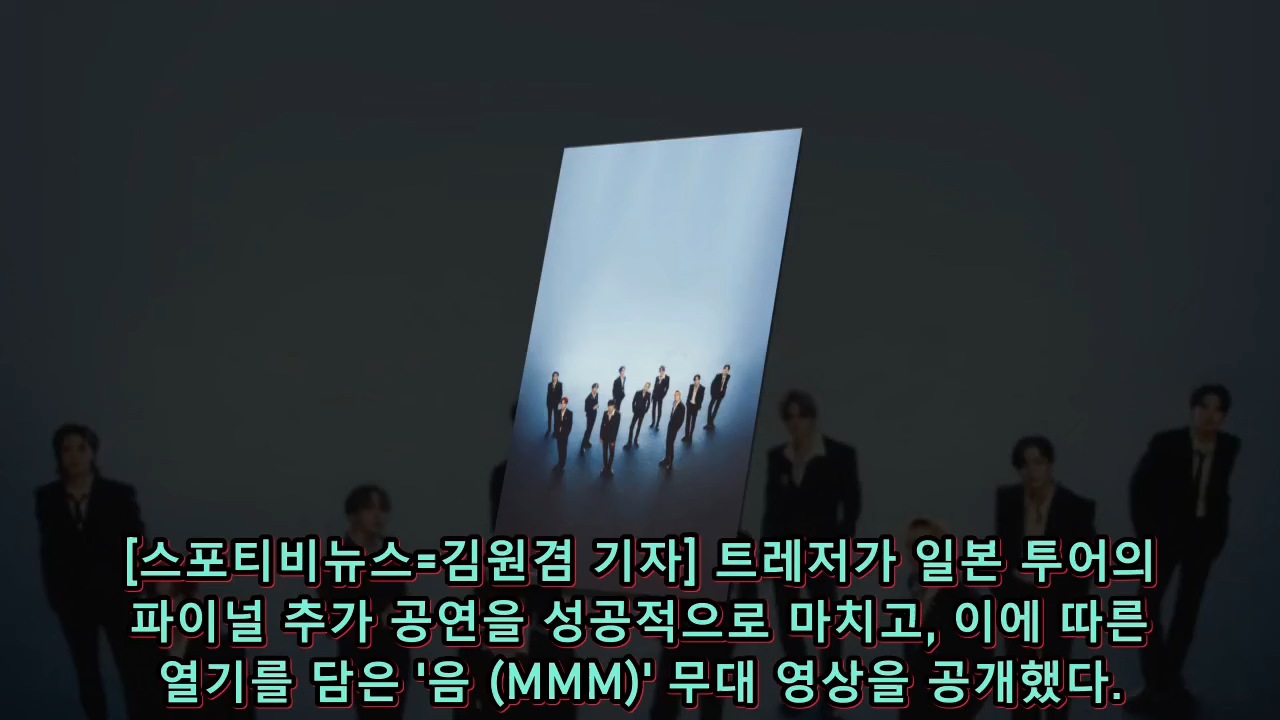 [스포티비뉴스=김원겸 기자] 트레저가 일본 투어의
파이널 추가 공연을 성공적으로 마치고, 이에 따른
열기를 담은 '음 (MMM)' 무대 영상을 공개했다.